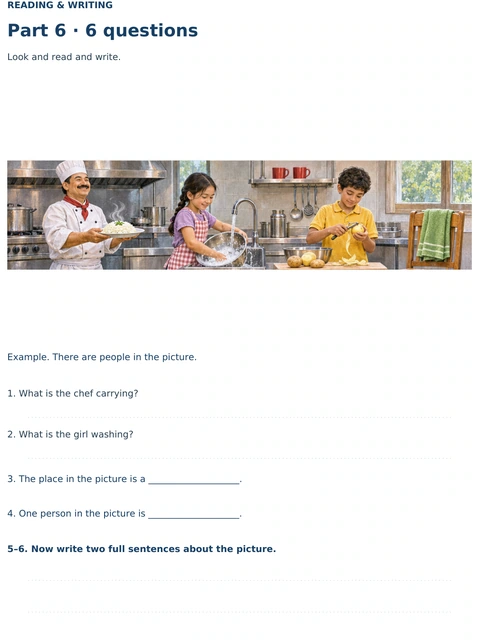 READING & WRITING
Part 6 · 6 questions
Look and read and write.
Example. There are people in the picture.
1. What is the chef carrying?
2. What is the girl washing?
3. The place in the picture is a ____________________.
4. One person in the picture is ____________________.
5–6. Now write two full sentences about the picture.